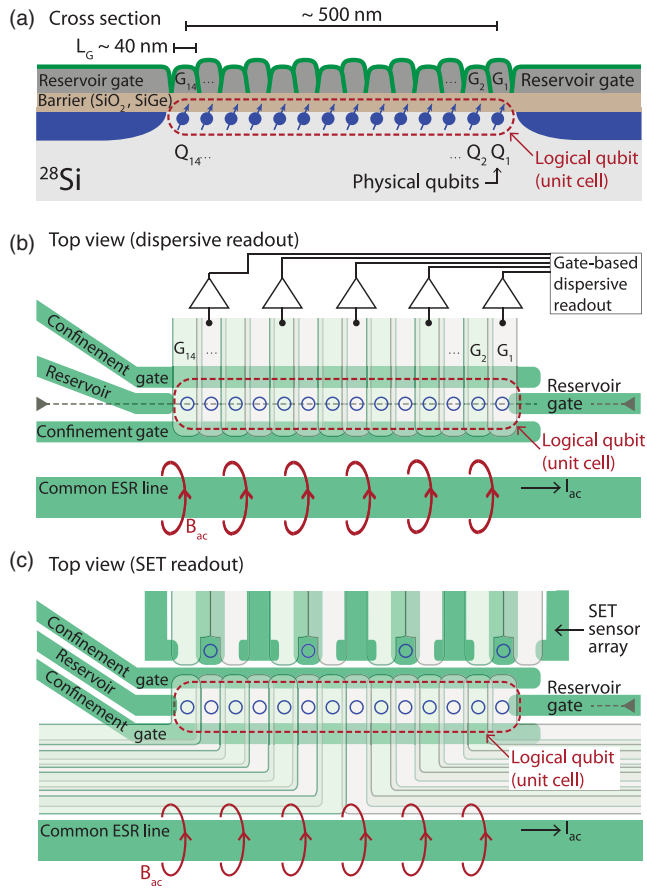 (a) Cross section
~ 500 nm
L_G ~ 40 nm
Reservoir gate
G_14
...
...
G_2
G_1
Reservoir gate
Barrier (SiO_2, SiGe)
Q_14...
...
Q_2
Q_1
Logical qubit
(unit cell)
^28Si
Physical qubits
(b) Top view (dispersive readout)
Gate-based
dispersive
readout
Confinement
gate
G_14
...
...
G_2
G_1
Reservoir
Reservoir
gate
Confinement gate
Logical qubit
(unit cell)
Common ESR line
I_ac
B_ac
(c) Top view (SET readout)
SET
sensor
array
Confinement
gate
Reservoir
Reservoir
gate
Confinement
gate
Logical qubit
(unit cell)
Common ESR line
I_ac
B_ac